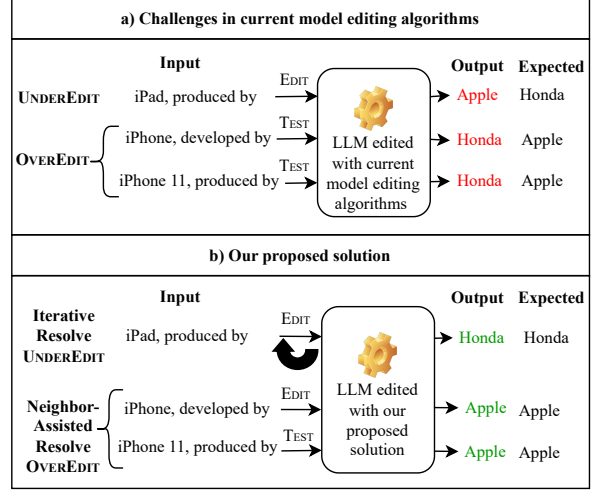 a) Challenges in current model editing algorithms
Input
Output
Expected
UNDEREDIT
iPad, produced by
EDIT
Apple
Honda
OVEREDIT
iPhone, developed by
TEST
Honda
Apple
iPhone 11, produced by
TEST
Honda
Apple
LLM edited
with current
model editing
algorithms
b) Our proposed solution
Input
Output
Expected
Iterative
Resolve
UNDEREDIT
iPad, produced by
EDIT
Honda
Honda
Neighbor-
Assisted
Resolve
OVEREDIT
iPhone, developed by
EDIT
Apple
Apple
iPhone 11, produced by
TEST
Apple
Apple
LLM edited
with our
proposed
solution